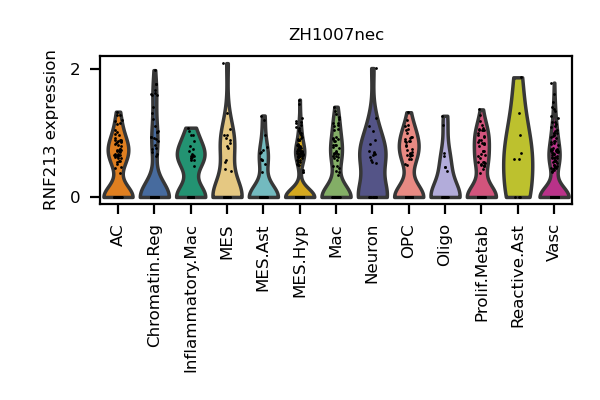 ZH1007nec
RNF213 expression
2
0
AC
Chromatin.Reg
Inflammatory.Mac
MES
MES.Ast
MES.Hyp
Mac
Neuron
OPC
Oligo
Prolif.Metab
Reactive.Ast
Vasc